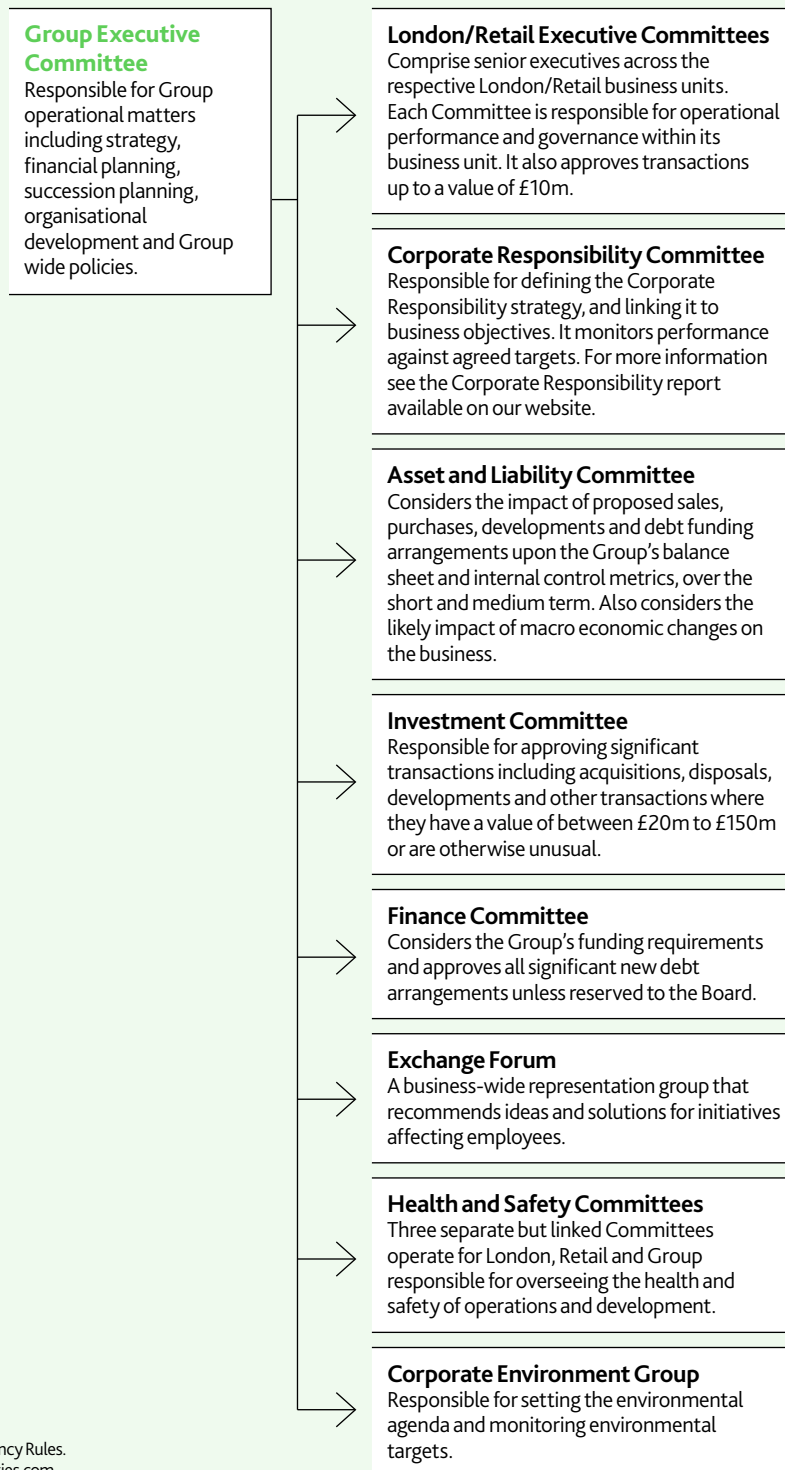 Group Executive
Committee
Responsible for Group
operational matters
including strategy,
financial planning,
succession planning,
organisational
development and Group
wide policies.
London/Retail Executive Committees
Comprise senior executives across the
respective London/Retail business units.
Each Committee is responsible for operational
performance and governance within its
business unit. It also approves transactions
up to a value of £10m.
Corporate Responsibility Committee
Responsible for defining the Corporate
Responsibility strategy, and linking it to
business objectives. It monitors performance
against agreed targets. For more information
see the Corporate Responsibility report
available on our website.
Asset and Liability Committee
Considers the impact of proposed sales,
purchases, developments and debt funding
arrangements upon the Group's balance
sheet and internal control metrics, over the
short and medium term. Also considers the
likely impact of macro economic changes on
the business.
Investment Committee
Responsible for approving significant
transactions including acquisitions, disposals,
developments and other transactions where
they have a value of between £20m to £150m
or are otherwise unusual.
Finance Committee
Considers the Group's funding requirements
and approves all significant new debt
arrangements unless reserved to the Board.
Exchange Forum
A business-wide representation group that
recommends ideas and solutions for initiatives
affecting employees.
Health and Safety Committees
Three separate but linked Committees
operate for London, Retail and Group
responsible for overseeing the health and
safety of operations and development.
Corporate Environment Group
Responsible for setting the environmental
agenda and monitoring environmental
targets.
Rules.